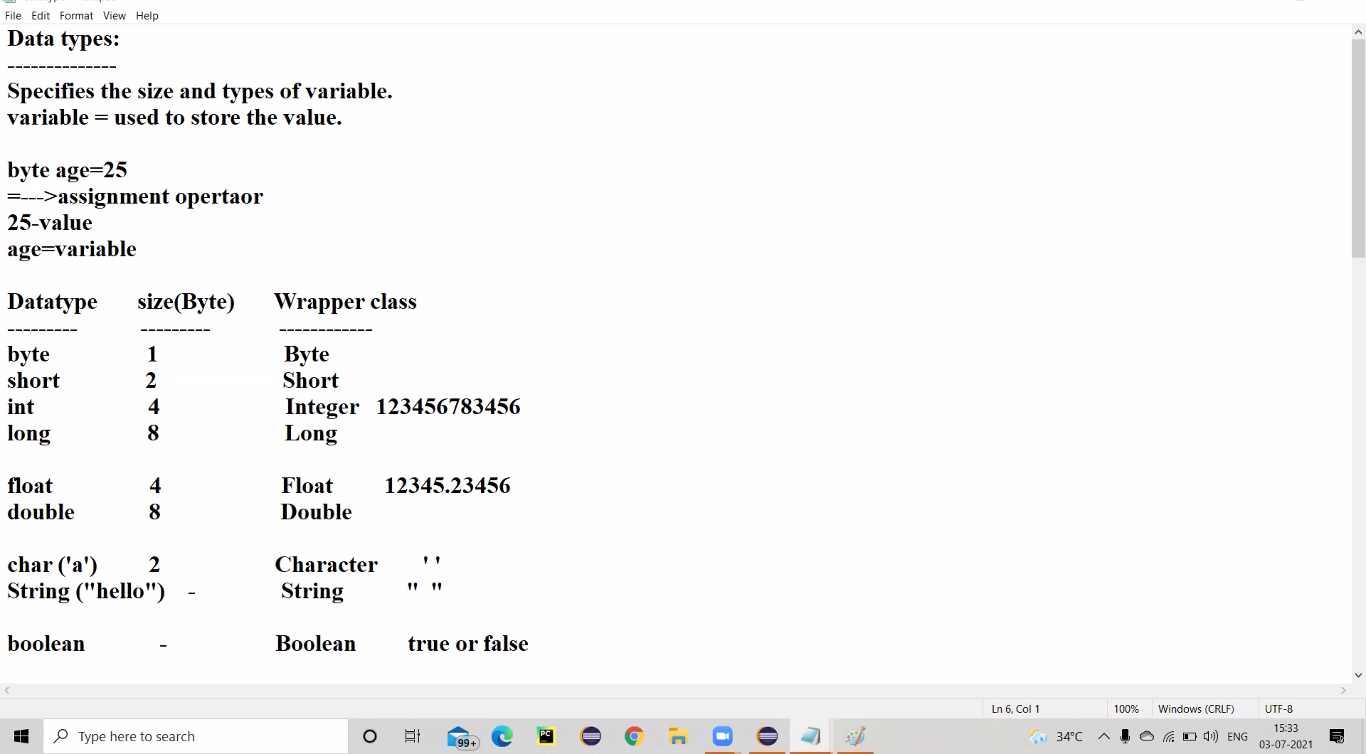 File Edit Format View Help
Data types:
--------------
Specifies the size and types of variable.
variable = used to store the value.
byte age=25
=--->assignment opertaor
25-value
age=variable
Datatype size(Byte) Wrapper class
--------- --------- ------------
byte 1 Byte
short 2 Short
int 4 Integer 123456783456
long 8 Long
float 4 Float 12345.23456
double 8 Double
char ('a') 2 Character ' '
String ("hello") - String " "
boolean - Boolean true or false
Ln 6, Col 1 100% Windows (CRLF) UTF-8
Type here to search 99+ PC 34°C ENG 15:33
03-07-2021